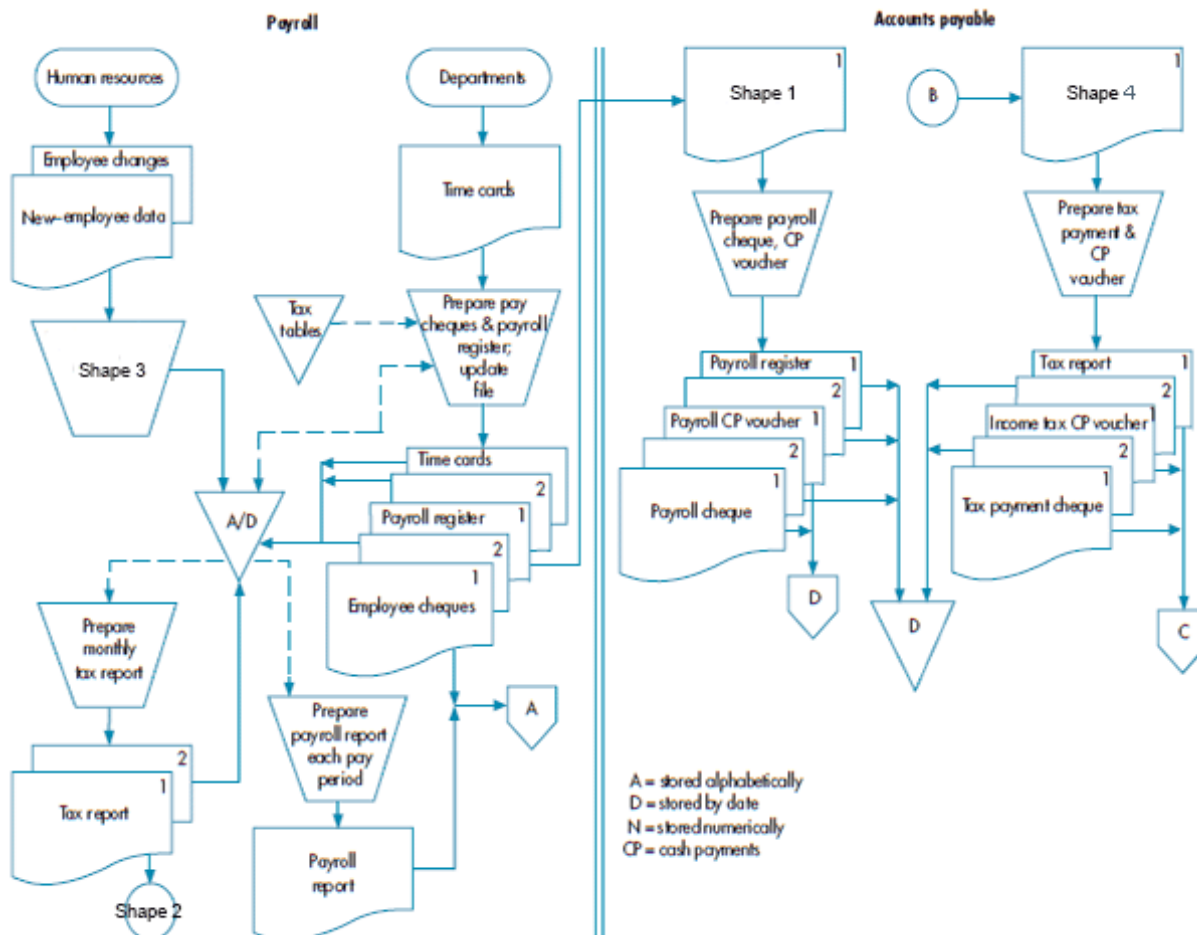 Payroll
Accounts payable
Human resources
Departments
1
Shape 1
B
1
Shape 4
Employee changes
New-employee data
Time cards
Prepare payroll
cheque, CP
voucher
Prepare tax
payment &
CP
voucher
Tax
tables
Prepare pay
cheques & payroll
register;
update
file
Shape 3
Payroll register
1
2
Payroll CP voucher
1
2
1
Payroll cheque
Tax report
1
2
Income tax CP voucher
1
2
1
Tax payment cheque
Time cards
2
Payroll register
1
2
1
Employee cheques
A/D
D
D
C
Prepare
monthly
tax report
Prepare
payroll report
each pay
period
A
2
1
Tax report
Payroll
report
Shape 2
A = stored alphabetically
D = stored by date
N = stored numerically
CP = cash payments